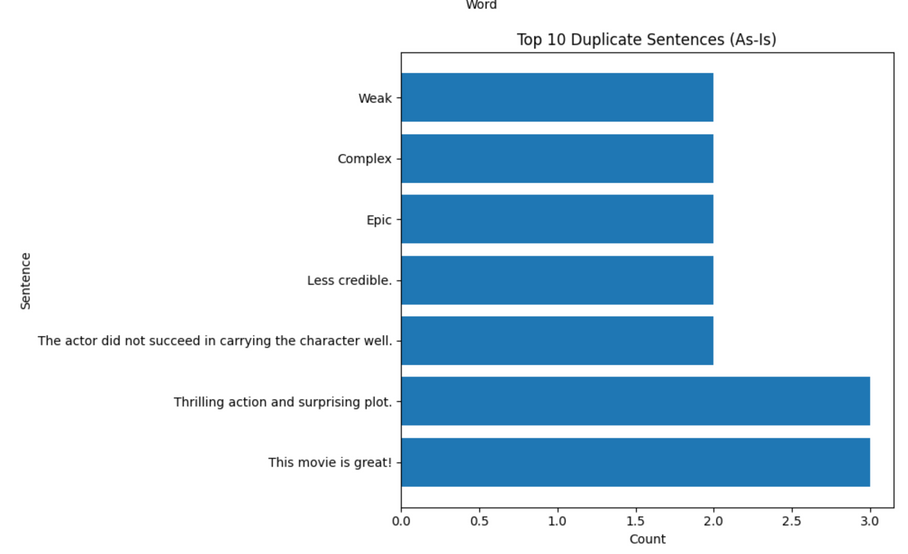 Word
Top 10 Duplicate Sentences (As-Is)
Weak
Complex
Epic
Less credible.
The actor did not succeed in carrying the character well.
Thrilling action and surprising plot.
This movie is great!
Sentence
0.0 0.5 1.0 1.5 2.0 2.5 3.0
Count